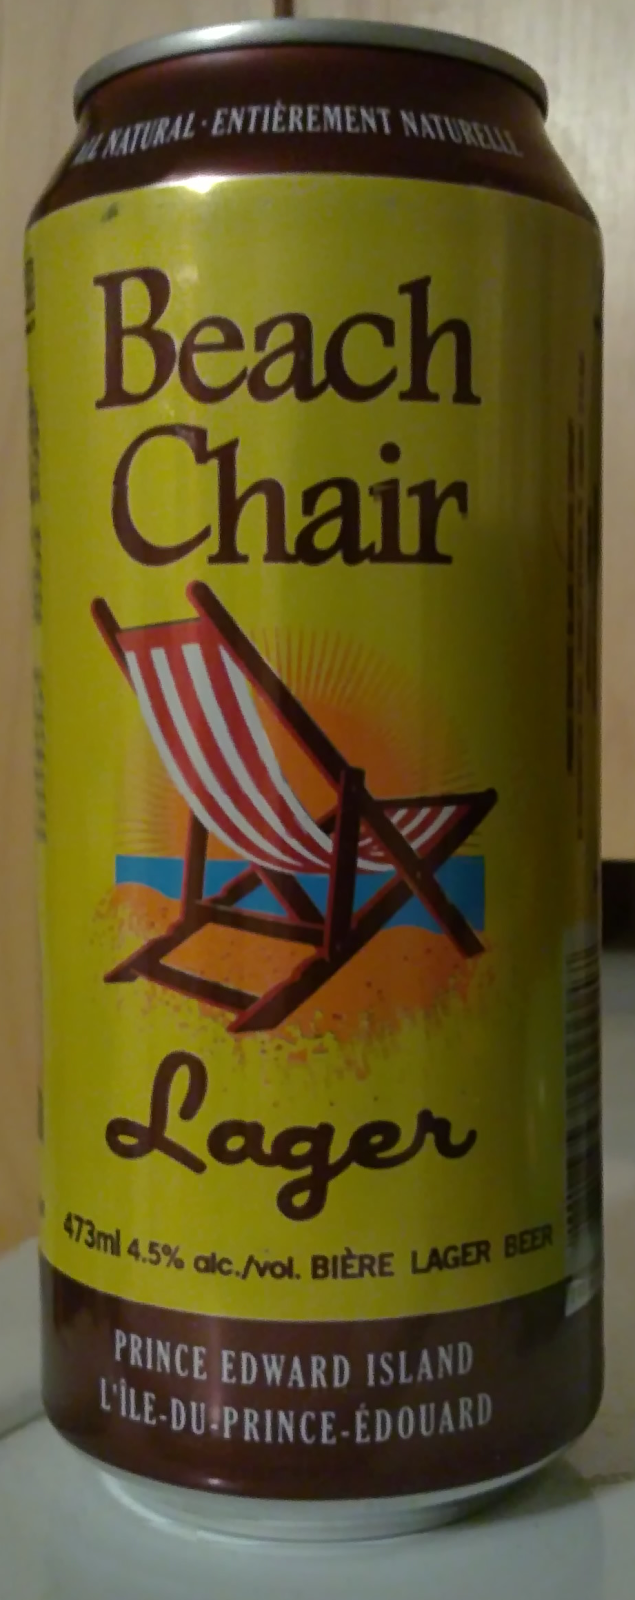 ALL NATURAL · ENTIÈREMENT NATURELLE
Beach
Chair
Lager
473ml 4.5% alc./vol. BIÈRE LAGER BEER
PRINCE EDWARD ISLAND
L'ÎLE-DU-PRINCE-ÉDOUARD